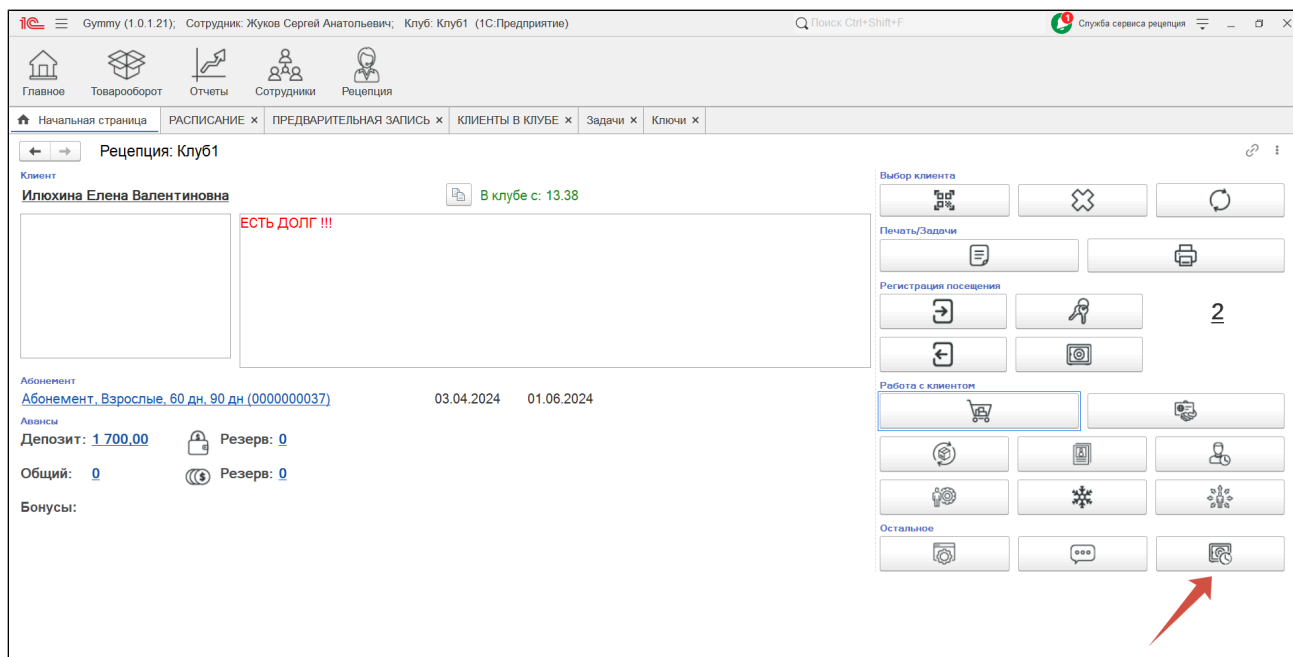 Gymmy (1.0.1.21); Сотрудник: Жуков Сергей Анатольевич; Клуб: Клуб1 (1С:Предприятие)
Поиск Ctrl+Shift+F
1
Служба сервиса рецепция
Главное
Товарооборот
Отчеты
Сотрудники
Рецепция
Начальная страница
РАСПИСАНИЕ ×
ПРЕДВАРИТЕЛЬНАЯ ЗАПИСЬ ×
КЛИЕНТЫ В КЛУБЕ ×
Задачи ×
Ключи ×
Рецепция: Клуб1
Клиент
Илюхина Елена Валентиновна
В клубе с: 13.38
ЕСТЬ ДОЛГ !!!
Абонемент
Абонемент, Взрослые, 60 дн, 90 дн (0000000037) 03.04.2024 01.06.2024
Авансы
Депозит: 1 700,00 Резерв: 0
Общий: 0 Резерв: 0
Бонусы:
Выбор клиента
Печать/Задачи
Регистрация посещения
2
Работа с клиентом
Остальное